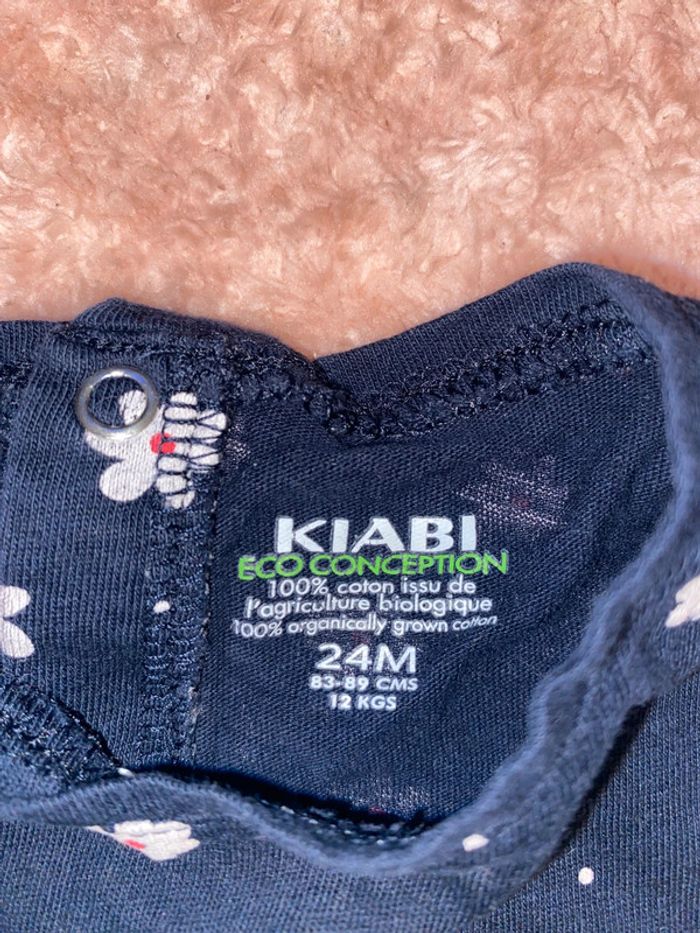 KIABI
ECO CONCEPTION
100% coton issu de
l'agriculture biologique
100% organically grown cotton
24M
83-89 CMS
12 KGS